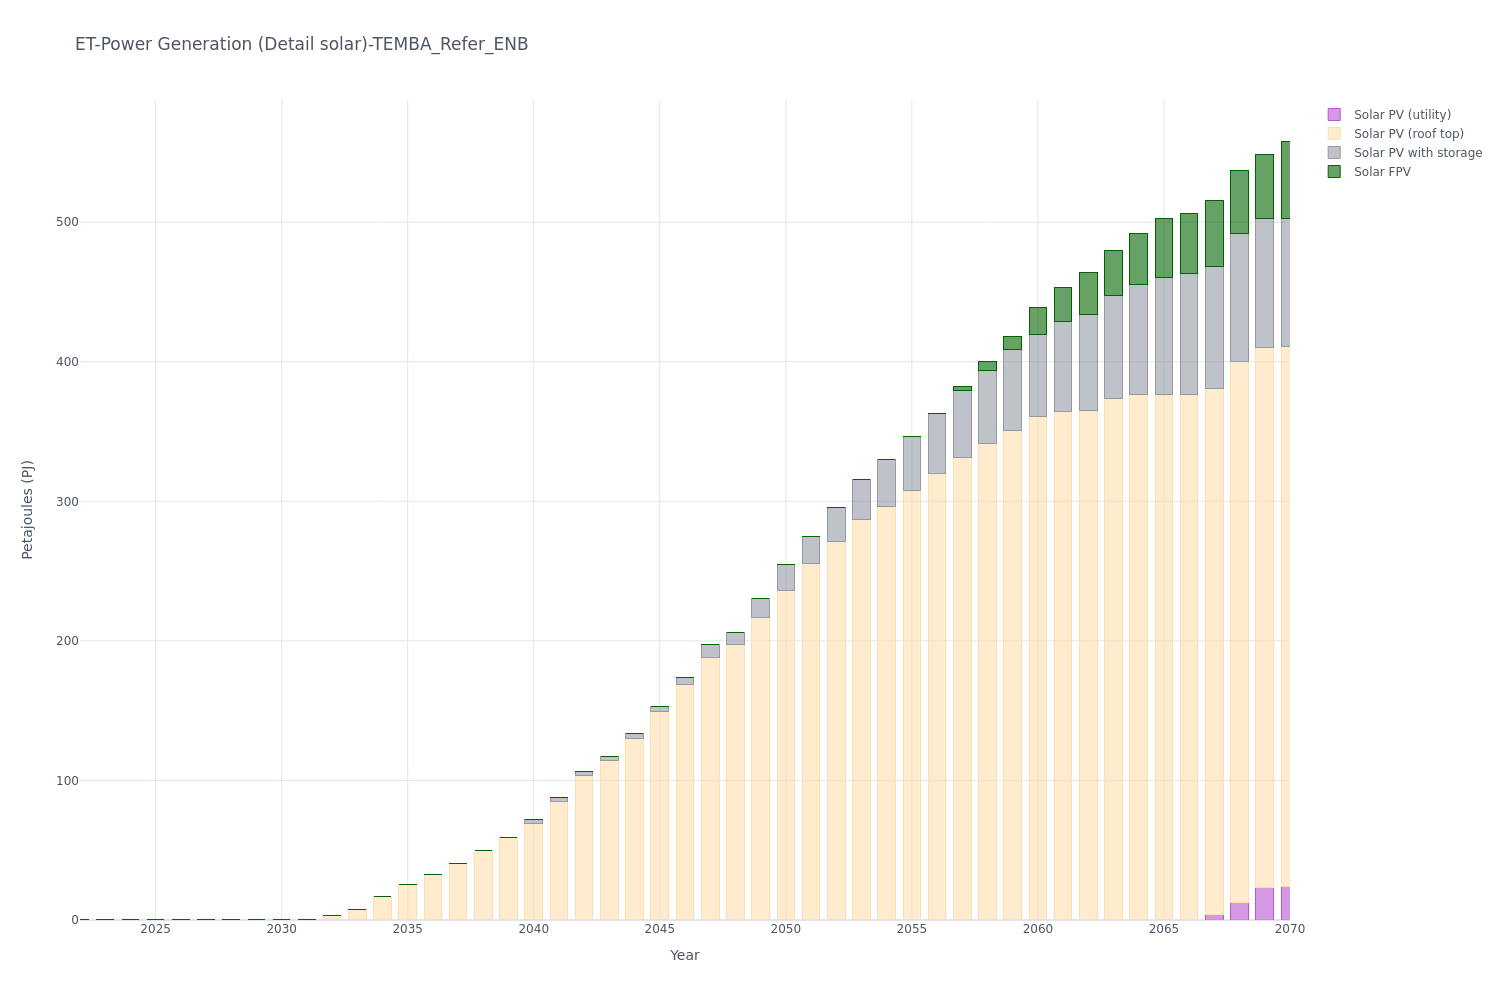 ET-Power Generation (Detail solar)-TEMBA_Refer_ENB
Solar PV (utility)
Solar PV (roof top)
Solar PV with storage
Solar FPV
500
400
300
200
100
0
Petajoules (PJ)
2025 2030 2035 2040 2045 2050 2055 2060 2065 2070
Year